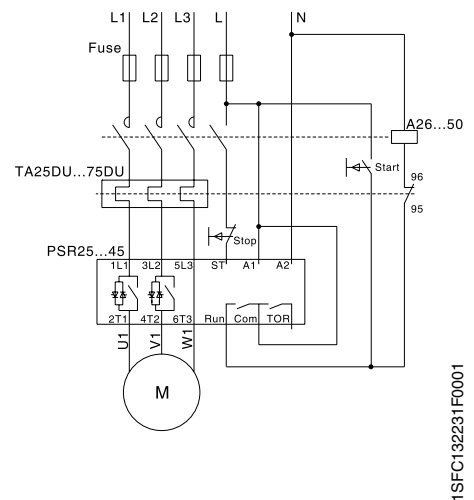 L1 L2 L3 L N
Fuse
A26...50
TA25DU...75DU
Start
96
95
Stop
PSR25...45
1L1 3L2 5L3 ST A1 A2
2T1 4T2 6T3 Run Com TOR
U1 V1 W1
M
1SFC132231F0001